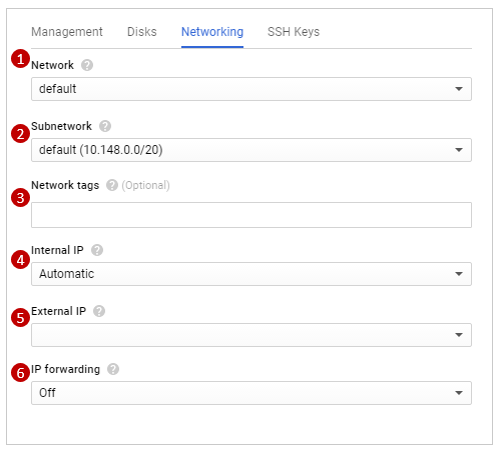 Management Disks Networking SSH Keys
1 Network ?
default
2 Subnetwork ?
default (10.148.0.0/20)
3 Network tags ? (Optional)
4 Internal IP ?
Automatic
5 External IP ?
6 IP forwarding ?
Off